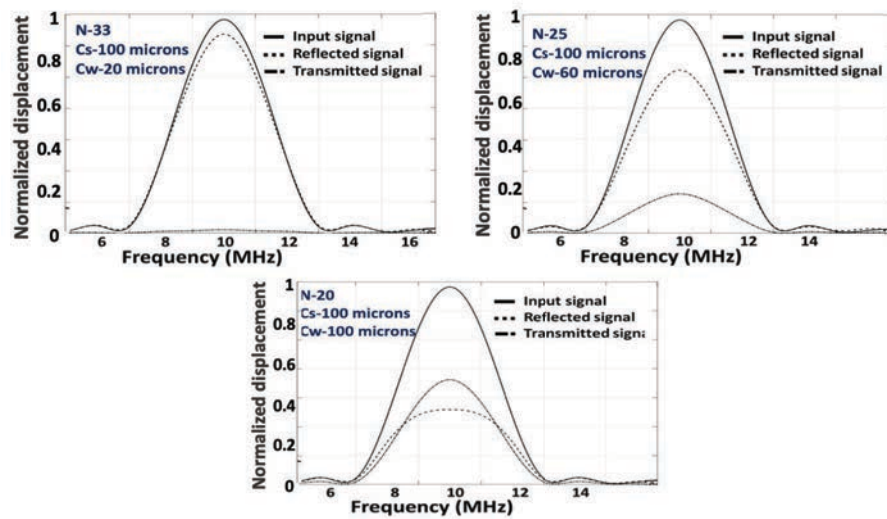 N-33
Cs-100 microns
Cw-20 microns
Input signal
Reflected signal
Transmitted signal
Normalized displacement
1
0.8
0.6
0.4
0.2
0
6 8 10 12 14 16
Frequency (MHz)
N-25
Cs-100 microns
Cw-60 microns
Input signal
Reflected signal
Transmitted signal
Normalized displacement
1
0.8
0.6
0.4
0.2
0
6 8 10 12 14
Frequency (MHz)
N-20
Cs-100 microns
Cw-100 microns
Input signal
Reflected signal
Transmitted signa
Normalized displacement
1
0.8
0.6
0.4
0.2
0
6 8 10 12 14
Frequency (MHz)